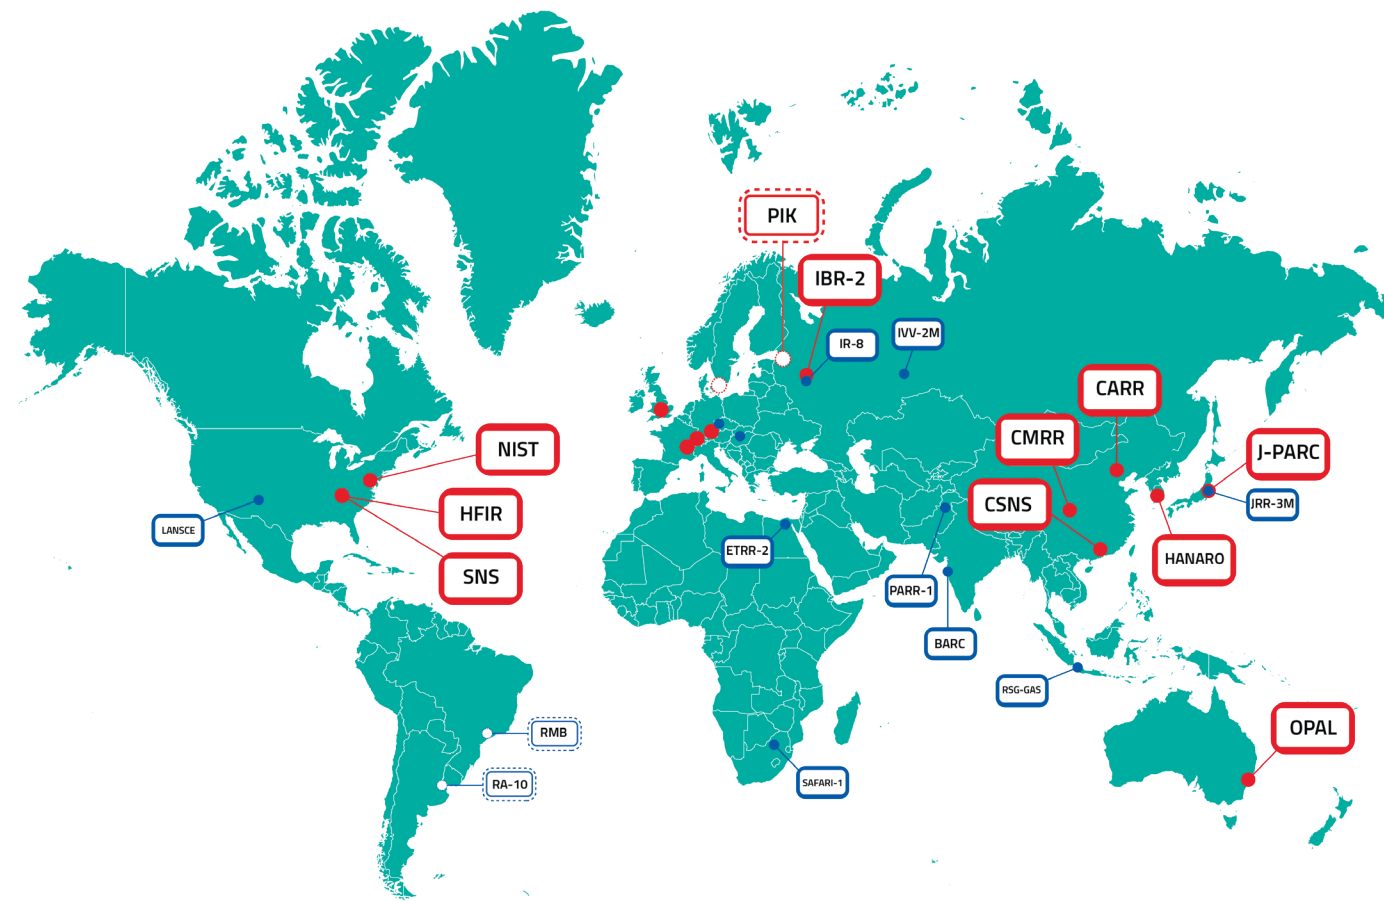 PIK
IBR-2
IR-8
IVV-2M
CARR
CMRR
J-PARC
CSNS
JRR-3M
HANARO
NIST
HFIR
LANSCE
SNS
ETRR-2
PARR-1
BARC
RSG-GAS
OPAL
RMB
RA-10
SAFARI-1